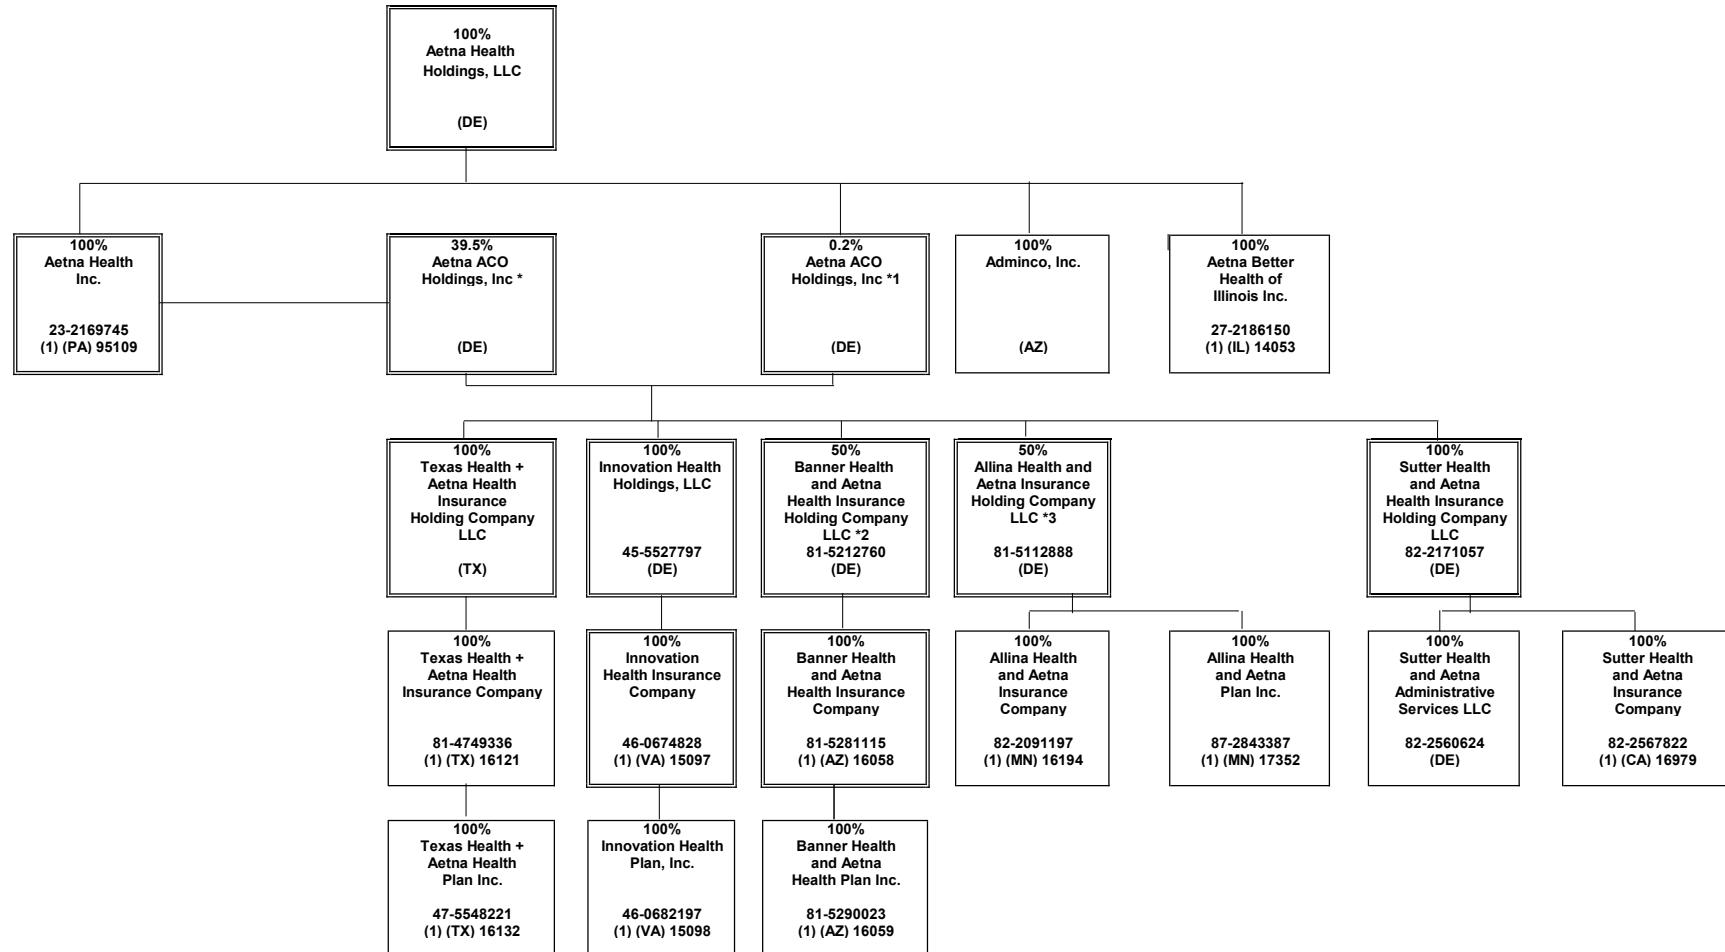 100%
Aetna Health
Holdings, LLC
(DE)
100%
Aetna Health
Inc.
23-2169745
(1) (PA) 95109
39.5%
Aetna ACO
Holdings, Inc *
(DE)
0.2%
Aetna ACO
Holdings, Inc *1
(DE)
100%
Adminco, Inc.
(AZ)
100%
Aetna Better
Health of
Illinois Inc.
27-2186150
(1) (IL) 14053
100%
Texas Health +
Aetna Health
Insurance
Holding Company
LLC
(TX)
100%
Innovation Health
Holdings, LLC
45-5527797
(DE)
50%
Banner Health
and Aetna
Health Insurance
Holding Company
LLC *2
81-5212760
(DE)
50%
Allina Health and
Aetna Insurance
Holding Company
LLC *3
81-5112888
(DE)
100%
Sutter Health
and Aetna
Health Insurance
Holding Company
LLC
82-2171057
(DE)
100%
Texas Health +
Aetna Health
Insurance Company
81-4749336
(1) (TX) 16121
100%
Innovation
Health Insurance
Company
46-0674828
(1) (VA) 15097
100%
Banner Health
and Aetna
Health Insurance
Company
81-5281115
(1) (AZ) 16058
100%
Allina Health
and Aetna
Insurance
Company
82-2091197
(1) (MN) 16194
100%
Allina Health
and Aetna
Plan Inc.
87-2843387
(1) (MN) 17352
100%
Sutter Health
and Aetna
Administrative
Services LLC
82-2560624
(DE)
100%
Sutter Health
and Aetna
Insurance
Company
82-2567822
(1) (CA) 16979
100%
Texas Health +
Aetna Health
Plan Inc.
47-5548221
(1) (TX) 16132
100%
Innovation Health
Plan, Inc.
46-0682197
(1) (VA) 15098
100%
Banner Health
and Aetna
Health Plan Inc.
81-5290023
(1) (AZ) 16059